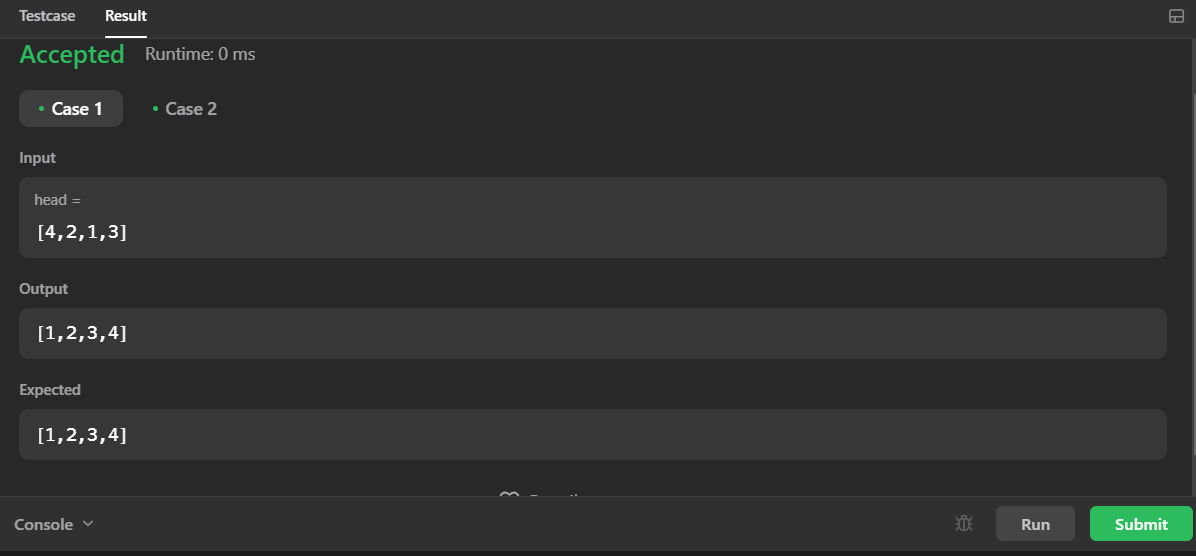 Testcase Result
Accepted Runtime: 0 ms
• Case 1 • Case 2
Input
head =
[4,2,1,3]
Output
[1,2,3,4]
Expected
[1,2,3,4]
Console
Run
Submit